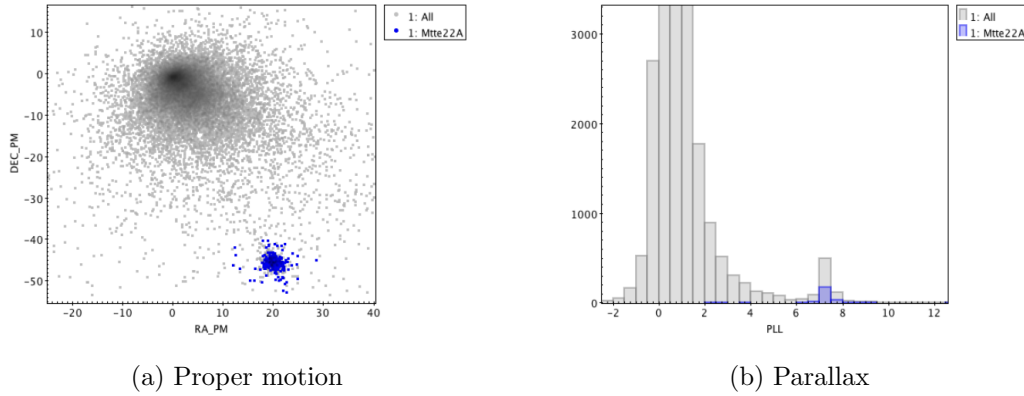 10
0
-10
-20
-30
-40
-50
DEC_PM
-20 -10 0 10 20 30 40
RA_PM
1: All
1: Mtte22A
(a) Proper motion
3000
2000
1000
0
-2 0 2 4 6 8 10 12
PLL
1: All
1: Mtte22A
(b) Parallax